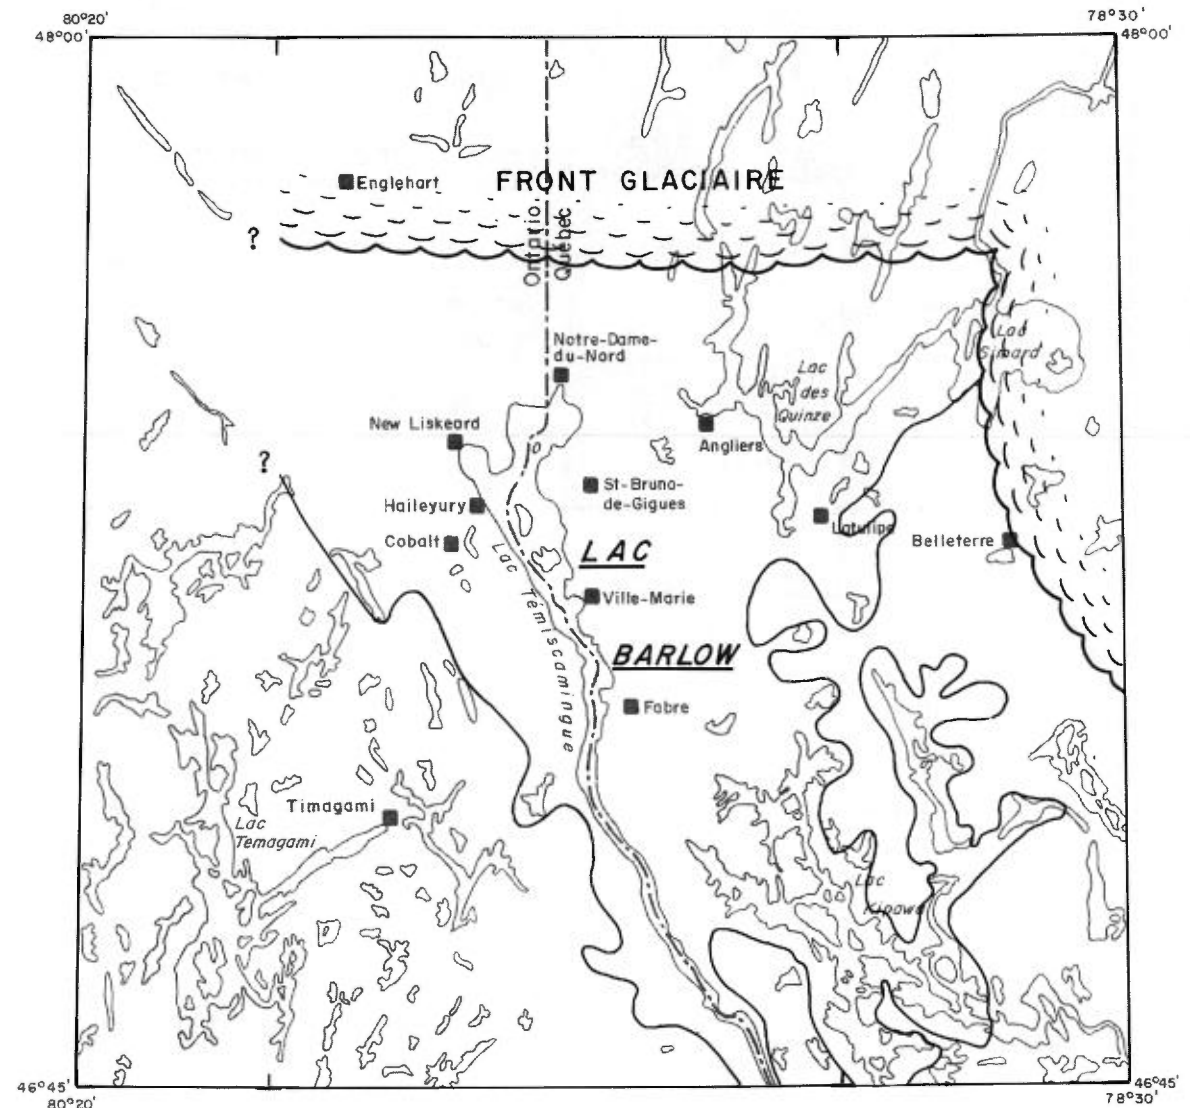 80°20'
78°30'
48°00'
48°00'
Englehart
FRONT GLACIAIRE
?
Ontario
Québec
Notre-Dame-
du-Nord
Lac
Simard
Lac
des
Quinze
New Liskeard
Angliers
?
St-Bruno-
de-Gigues
Haileyury
Latulipe
Cobalt
Belleterre
LAC
Lac Témiscamingue
Ville-Marie
BARLOW
Fabre
Timagami
Lac
Temagami
Lac
Kipawa
46°45'
46°45'
80°20'
78°30'